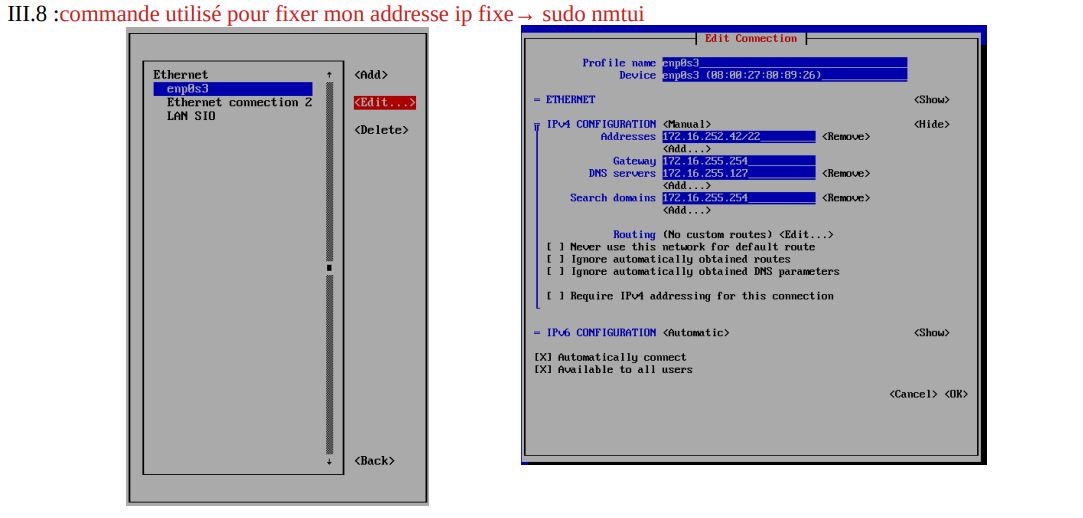 III.8 :commande utilisé pour fixer mon addresse ip fixe→ sudo nmtui
Ethernet ↑ <Add>
enp0s3
Ethernet connection 2 <Edit...>
LAN SIO
<Delete>
↓ <Back>
Edit Connection
Profile name enp0s3
Device enp0s3 (08:00:27:80:89:26)
= ETHERNET <Show>
IPv4 CONFIGURATION <Manual> <Hide>
Addresses 172.16.252.42/22 <Remove>
<Add...>
Gateway 172.16.255.254
DNS servers 172.16.255.127 <Remove>
<Add...>
Search domains 172.16.255.254 <Remove>
<Add...>
Routing (No custom routes) <Edit...>
[ ] Never use this network for default route
[ ] Ignore automatically obtained routes
[ ] Ignore automatically obtained DNS parameters
[ ] Require IPv4 addressing for this connection
= IPv6 CONFIGURATION <Automatic> <Show>
[X] Automatically connect
[X] Available to all users
<Cancel> <OK>